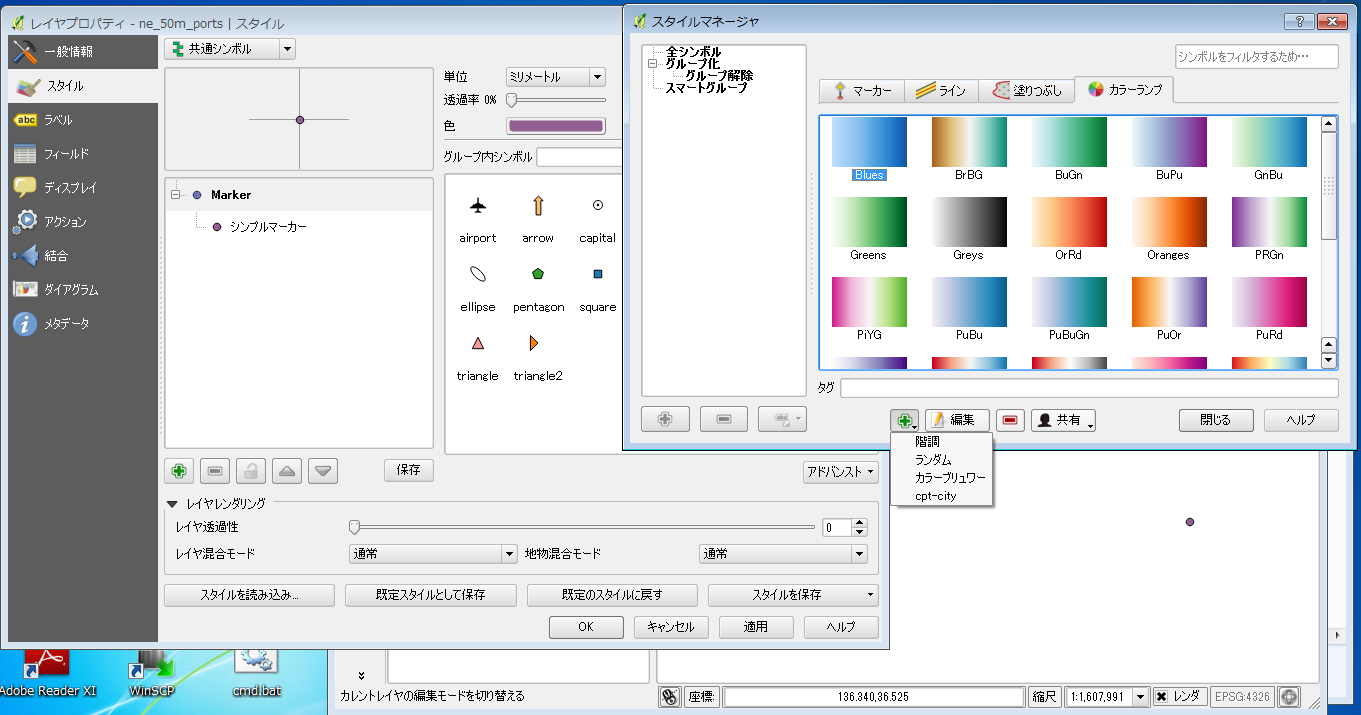 レイヤプロパティ - ne_50m_ports | スタイル
一般情報
スタイル
abc ラベル
フィールド
ディスプレイ
アクション
結合
ダイアグラム
メタデータ
共通シンボル
単位 ミリメートル
透過率 0%
色
グループ内シンボル
Marker
シンプルマーカー
airport arrow capital
ellipse pentagon square
triangle triangle2
保存
アドバンスト
レイヤレンダリング
レイヤ透過性 0
レイヤ混合モード 通常 地物混合モード 通常
スタイルを読み込み... 既定スタイルとして保存 既定のスタイルに戻す スタイルを保存
OK キャンセル 適用 ヘルプ
スタイルマネージャ
全シンボル
グループ化
グループ解除
スマートグループ
シンボルをフィルタするため…
マーカー ライン 塗りつぶし カラーランプ
Blues BrBG BuGn BuPu GnBu
Greens Greys OrRd Oranges PRGn
PiYG PuBu PuBuGn PuOr PuRd
タグ
編集 共有 閉じる ヘルプ
階調
ランダム
カラーブリュワー
cpt-city
Adobe Reader XI WinSCP cmd.bat
カレントレイヤの編集モードを切り替える
座標: 136.340,36.525 縮尺 1:1,607,991 レンダ EPSG:4326